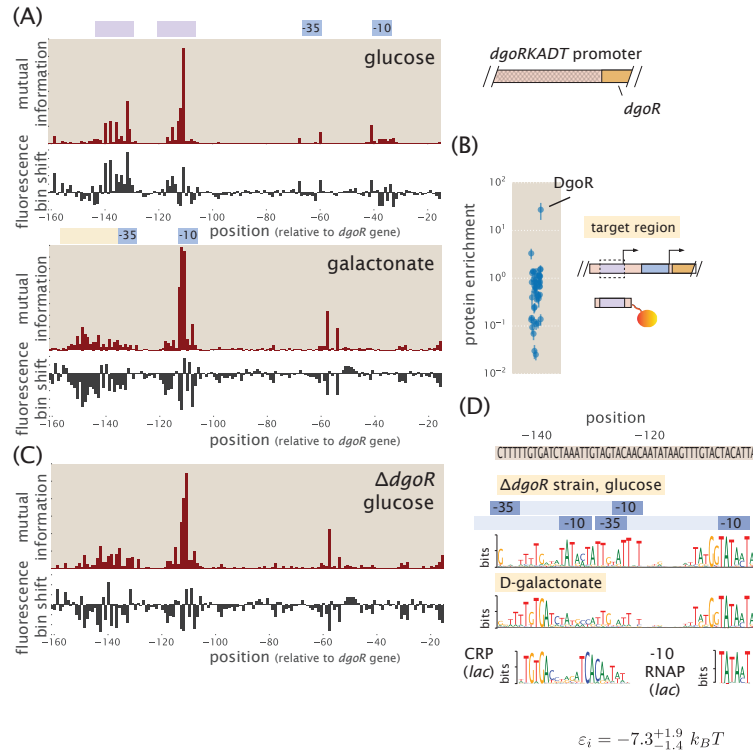 (A)
-35
-10
glucose
mutual
information
fluorescence
bin shift
−160
−140
−120
−100
−80
−60
−40
−20
position (relative to dgoR gene)
-35
-10
galactonate
mutual
information
fluorescence
bin shift
−160
−140
−120
−100
−80
−60
−40
−20
position (relative to dgoR gene)
(C)
ΔdgoR
glucose
mutual
information
fluorescence
bin shift
−160
−140
−120
−100
−80
−60
−40
−20
position (relative to dgoR gene)
dgoRKADT promoter
dgoR
(B)
DgoR
protein enrichment
10²
10¹
10⁰
10⁻¹
10⁻²
target region
(D)
position
−140
−120
CTTTTTGTGATCTAAATTGTAGTACAACAATATAAGTTTGTACTACATTA
ΔdgoR strain, glucose
-35
-10
-10
-35
-10
bits
D-galactonate
bits
CRP
(lac)
bits
-10
RNAP
(lac)
bits
εᵢ = −7.3⁺¹·⁹₋₁.₄ k_BT